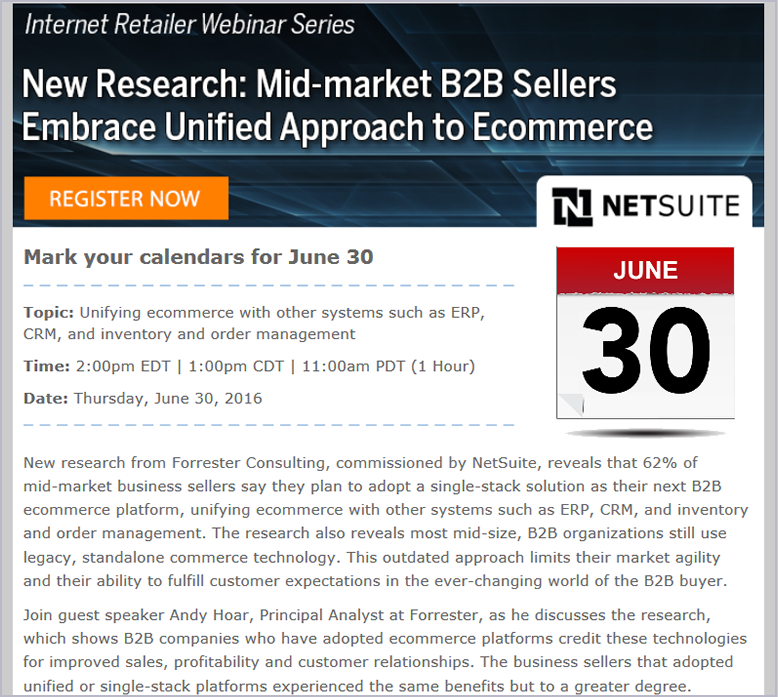 Internet Retailer Webinar Series
New Research: Mid-market B2B Sellers
Embrace Unified Approach to Ecommerce
REGISTER NOW
NETSUITE
Mark your calendars for June 30
JUNE
30
Topic: Unifying ecommerce with other systems such as ERP,
CRM, and inventory and order management
Time: 2:00pm EDT | 1:00pm CDT | 11:00am PDT (1 Hour)
Date: Thursday, June 30, 2016
New research from Forrester Consulting, commissioned by NetSuite, reveals that 62% of
mid-market business sellers say they plan to adopt a single-stack solution as their next B2B
ecommerce platform, unifying ecommerce with other systems such as ERP, CRM, and inventory
and order management. The research also reveals most mid-size, B2B organizations still use
legacy, standalone commerce technology. This outdated approach limits their market agility
and their ability to fulfill customer expectations in the ever-changing world of the B2B buyer.
Join guest speaker Andy Hoar, Principal Analyst at Forrester, as he discusses the research,
which shows B2B companies who have adopted ecommerce platforms credit these technologies
for improved sales, profitability and customer relationships. The business sellers that adopted
unified or single-stack platforms experienced the same benefits but to a greater degree.